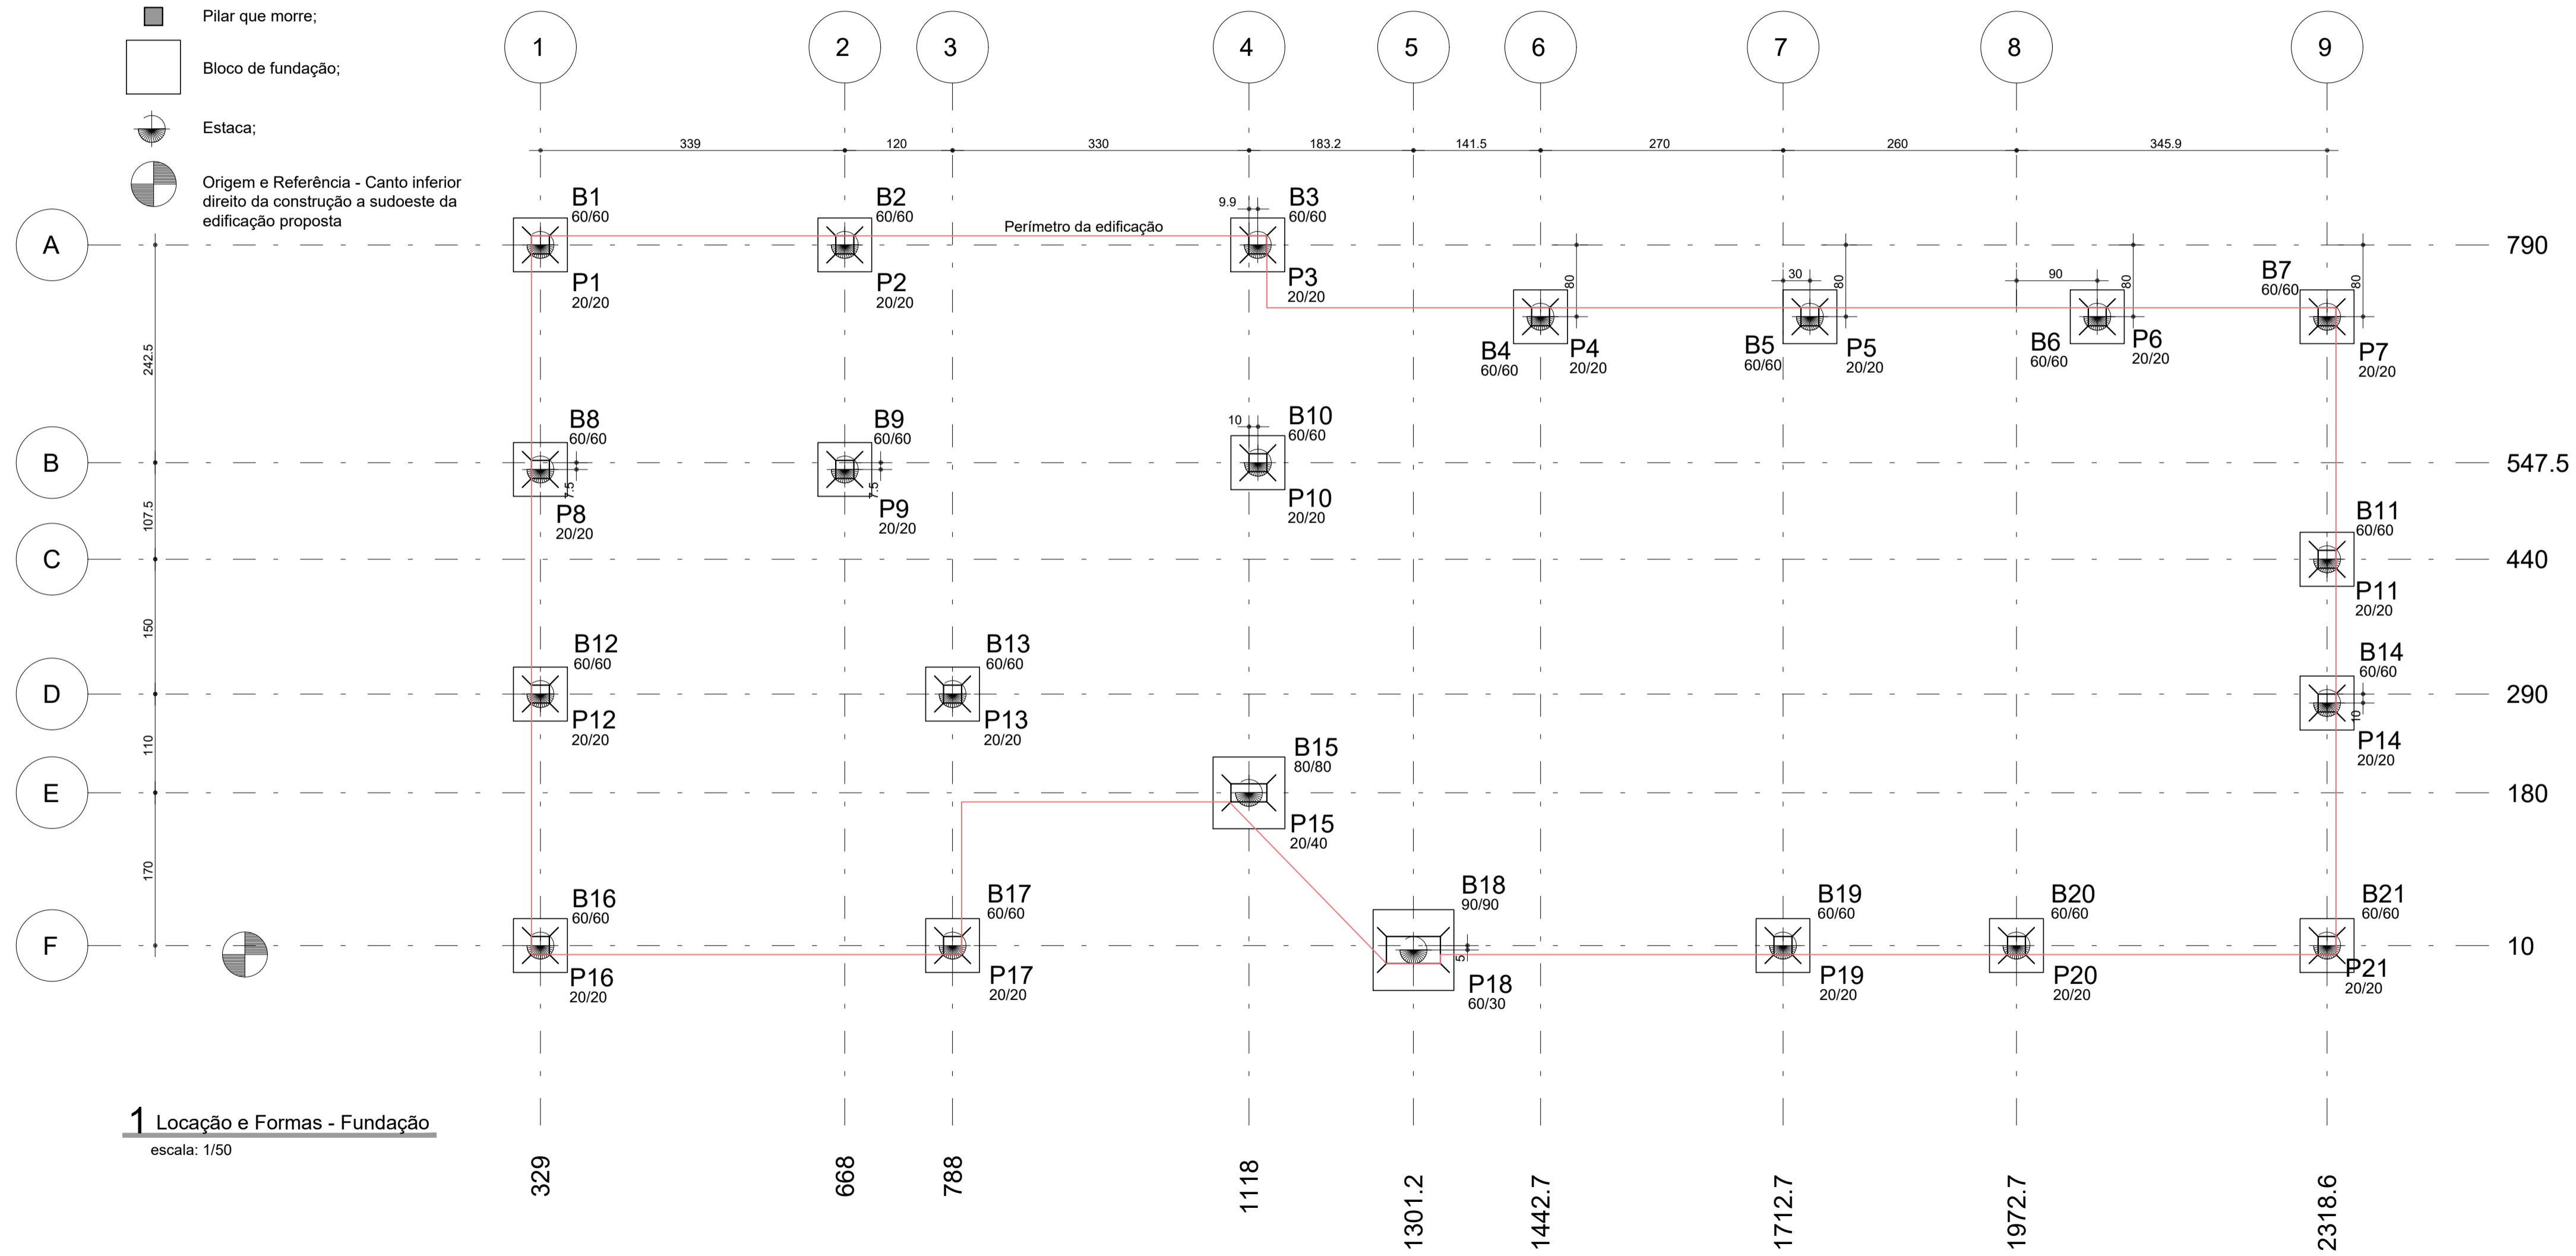 Pilar que morre;
Bloco de fundação;
Estaca;
Origem e Referência - Canto inferior
direito da construção a sudoeste da
edificação proposta
1 2 3 4 5 6 7 8 9
339 120 330 183.2 141.5 270 260 345.9
A
B1
60/60
P1
20/20
B2
60/60
P2
20/20
Perímetro da edificação
9.9
B3
60/60
P3
20/20
80
B4
60/60
P4
20/20
30
80
B5
60/60
P5
20/20
90
80
B6
60/60
P6
20/20
80
B7
60/60
P7
20/20
790
242.5
B
B8
60/60
7.5
P8
20/20
B9
60/60
7.5
P9
20/20
10
B10
60/60
P10
20/20
547.5
107.5
C
B11
60/60
P11
20/20
440
150
D
B12
60/60
P12
20/20
B13
60/60
P13
20/20
B14
60/60
10
P14
20/20
290
110
E
B15
80/80
P15
20/40
180
170
F
B16
60/60
P16
20/20
B17
60/60
P17
20/20
B18
90/90
5
P18
60/30
B19
60/60
P19
20/20
B20
60/60
P20
20/20
B21
60/60
P21
20/20
10
1 Locação e Formas - Fundação
escala: 1/50
329 668 788 1118 1301.2 1442.7 1712.7 1972.7 2318.6